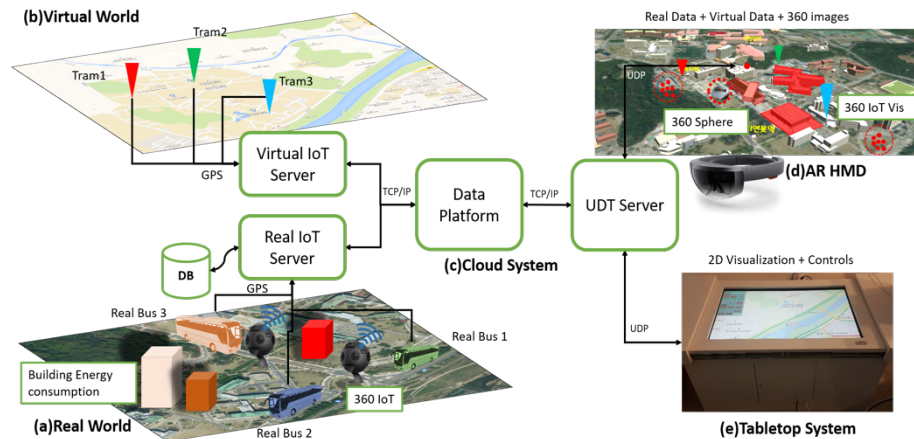 (b)Virtual World
Tram2
Tram1
Tram3
GPS
Virtual IoT
Server
TCP/IP
Real IoT
Server
DB
GPS
Data
Platform
(c)Cloud System
TCP/IP
UDT Server
Real Data + Virtual Data + 360 images
UDP
360 Sphere
360 IoT Vis
(d)AR HMD
2D Visualization + Controls
UDP
(e)Tabletop System
Real Bus 3
Real Bus 1
Building Energy
consumption
360 IoT
(a)Real World
Real Bus 2